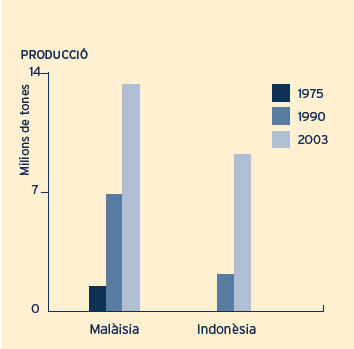 PRODUCCIÓ
14
Milions de tones
1975
1990
2003
7
0
Malàisia
Indonèsia